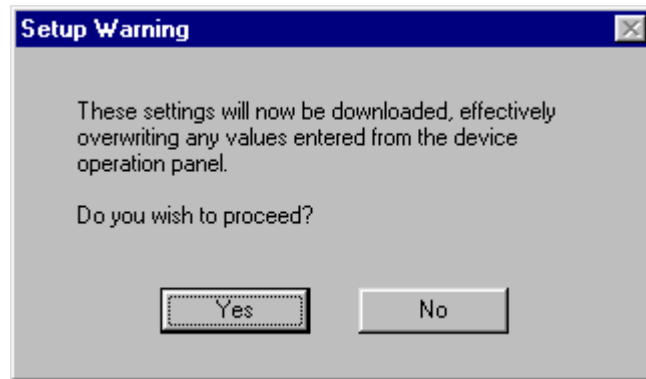 Setup Warning
These settings will now be downloaded, effectively
overwriting any values entered from the device
operation panel.
Do you wish to proceed?
Yes
No